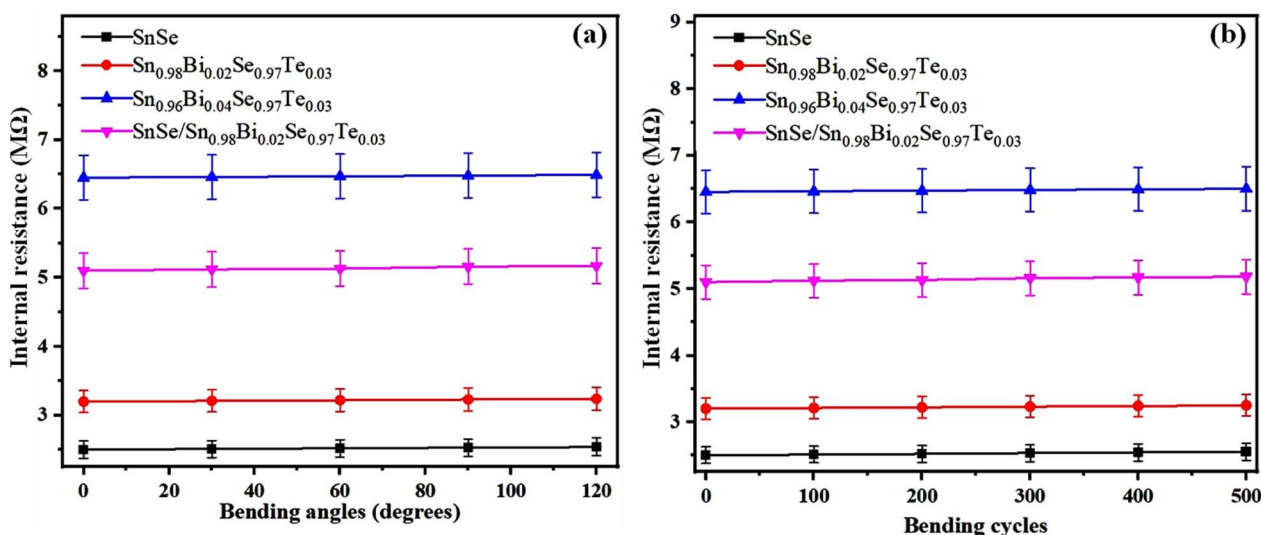 (a)
SnSe
Sn0.98Bi0.02Se0.97Te0.03
Sn0.96Bi0.04Se0.97Te0.03
SnSe/Sn0.98Bi0.02Se0.97Te0.03
Internal resistance (MΩ)
8
7
6
5
4
3
0 20 40 60 80 100 120
Bending angles (degrees)
(b)
SnSe
Sn0.98Bi0.02Se0.97Te0.03
Sn0.96Bi0.04Se0.97Te0.03
SnSe/Sn0.98Bi0.02Se0.97Te0.03
Internal resistance (MΩ)
9
8
7
6
5
4
3
0 100 200 300 400 500
Bending cycles